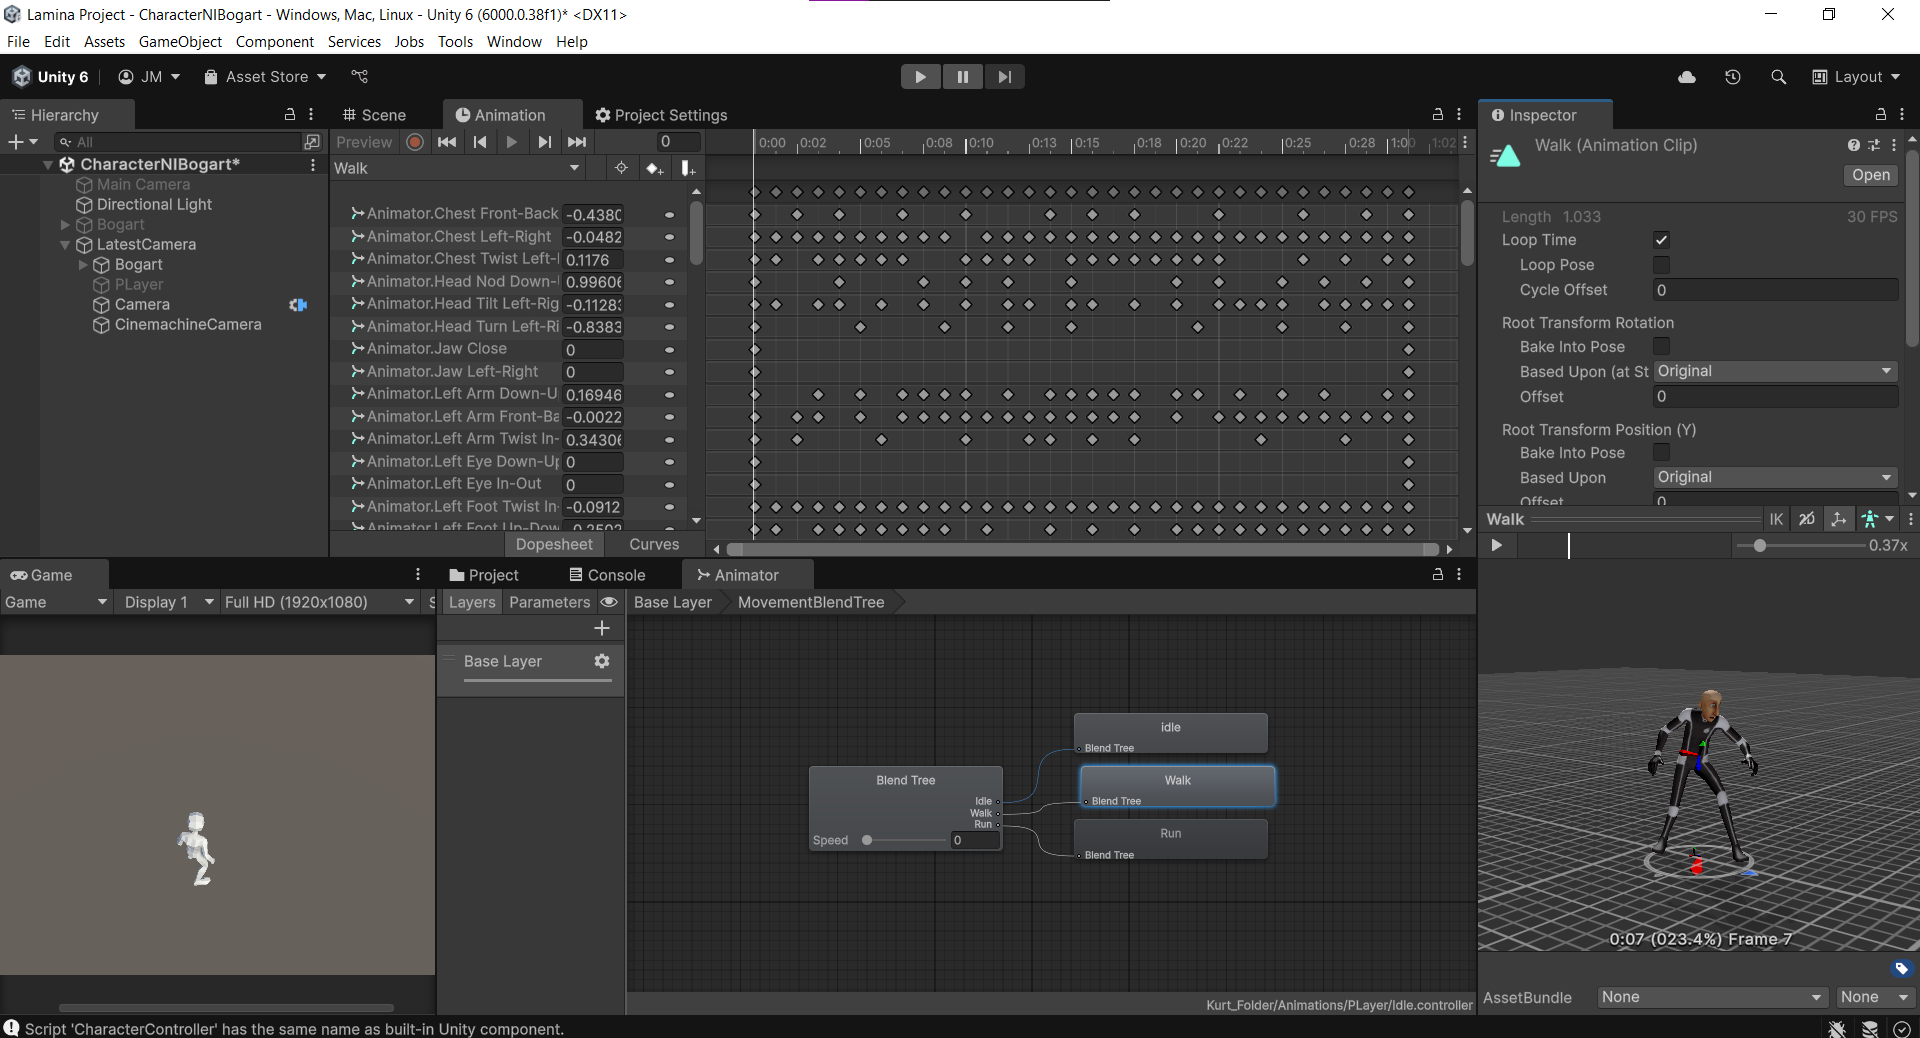 Lamina Project - CharacterNIBogart - Windows, Mac, Linux - Unity 6 (6000.0.38f1)* <DX11>
File Edit Assets GameObject Component Services Jobs Tools Window Help
Unity 6 JM Asset Store Layout
Hierarchy
All
CharacterNIBogart*
Main Camera
Directional Light
Bogart
LatestCamera
Bogart
PLayer
Camera
CinemachineCamera
Scene Animation Project Settings
Preview 0
0:00 0:02 0:05 0:08 0:10 0:13 0:15 0:18 0:20 0:22 0:25 0:28 1:00 1:02
Walk
Animator.Chest Front-Back -0.4380
Animator.Chest Left-Right -0.0482
Animator.Chest Twist Left- 0.1176
Animator.Head Nod Down- 0.99606
Animator.Head Tilt Left-Rig -0.1128
Animator.Head Turn Left-Ri -0.8383
Animator.Jaw Close 0
Animator.Jaw Left-Right 0
Animator.Left Arm Down-U 0.16946
Animator.Left Arm Front-Ba -0.0022
Animator.Left Arm Twist In- 0.34306
Animator.Left Eye Down-U 0
Animator.Left Eye In-Out 0
Animator.Left Foot Twist In -0.0912
Animator.Left Foot Up-Dow
Dopesheet Curves
Inspector
Walk (Animation Clip)
Open
Length 1.033 30 FPS
Loop Time
Loop Pose
Cycle Offset 0
Root Transform Rotation
Bake Into Pose
Based Upon (at St Original
Offset 0
Root Transform Position (Y)
Bake Into Pose
Based Upon Original
Offset 0
Walk IK 2D
0.37x
0:07 (023.4%) Frame 7
AssetBundle None None
Game
Game Display 1 Full HD (1920x1080) S
Project Console Animator
Layers Parameters Base Layer MovementBlendTree
Base Layer
idle
Blend Tree
Blend Tree
Idle
Walk
Run
Speed 0
Walk
Blend Tree
Run
Blend Tree
Kurt_Folder/Animations/PLayer/Idle.controller
Script 'CharacterController' has the same name as built-in Unity component.